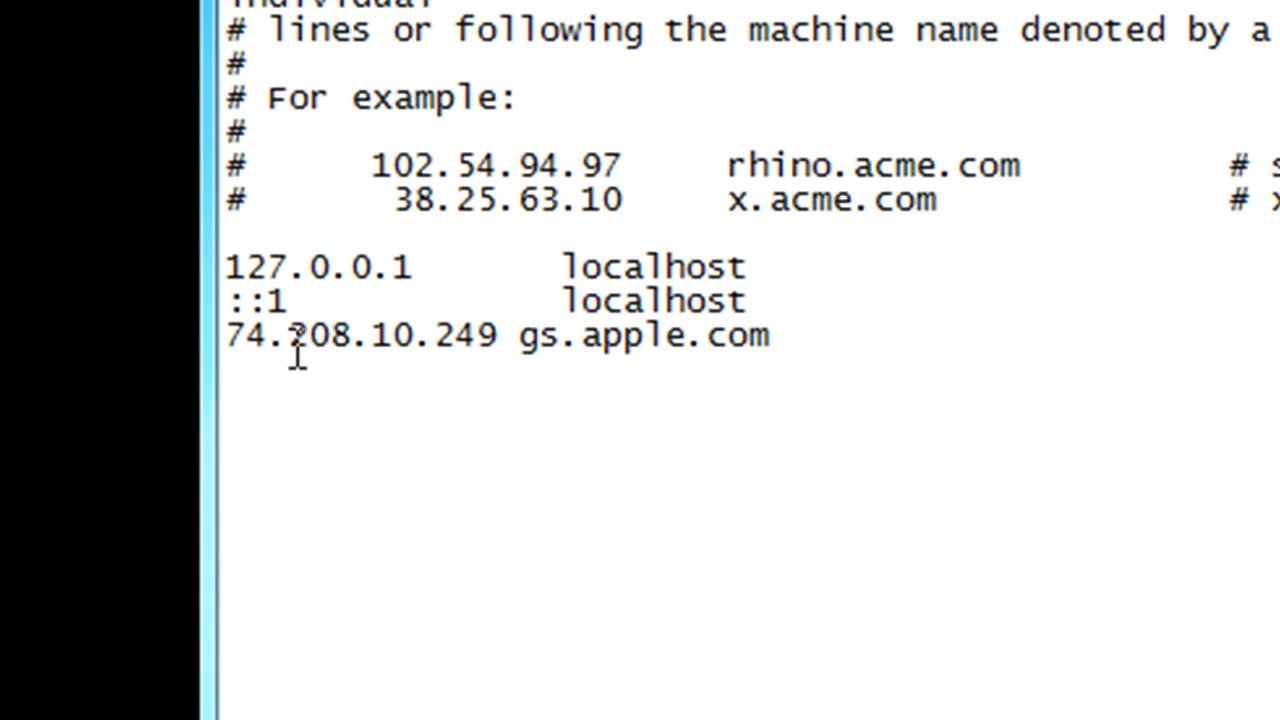 individual
# lines or following the machine name denoted by a
#
# For example:
#
# 102.54.94.97 rhino.acme.com #
# 38.25.63.10 x.acme.com #
127.0.0.1 localhost
::1 localhost
74.208.10.249 gs.apple.com